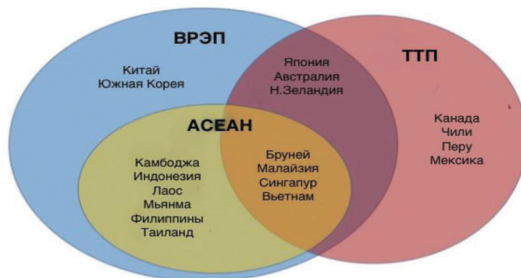 ВРЭП
Китай
Южная Корея
Япония
Австралия
Н.Зеландия
ТТП
Канада
Чили
Перу
Мексика
АСЕАН
Камбоджа
Индонезия
Лаос
Мьянма
Филиппины
Таиланд
Бруней
Малайзия
Сингапур
Вьетнам